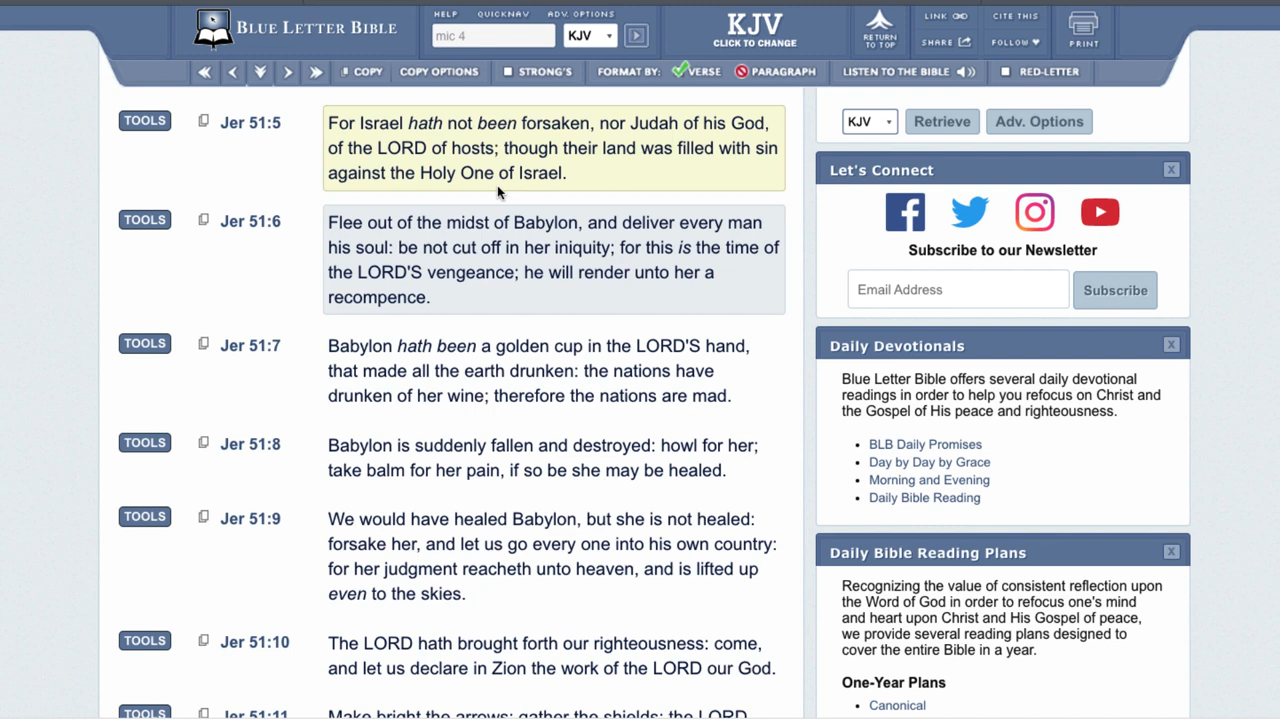 BLUE LETTER BIBLE
HELP QUICKNAV ADV. OPTIONS
mic 4 KJV
KJV
CLICK TO CHANGE
RETURN
TO TOP
LINK
SHARE
CITE THIS
FOLLOW
PRINT
COPY COPY OPTIONS STRONG'S FORMAT BY: VERSE PARAGRAPH LISTEN TO THE BIBLE RED-LETTER
TOOLS Jer 51:5
For Israel hath not been forsaken, nor Judah of his God,
of the LORD of hosts; though their land was filled with sin
against the Holy One of Israel.
TOOLS Jer 51:6
Flee out of the midst of Babylon, and deliver every man
his soul: be not cut off in her iniquity; for this is the time of
the LORD'S vengeance; he will render unto her a
recompence.
TOOLS Jer 51:7
Babylon hath been a golden cup in the LORD'S hand,
that made all the earth drunken: the nations have
drunken of her wine; therefore the nations are mad.
TOOLS Jer 51:8
Babylon is suddenly fallen and destroyed: howl for her;
take balm for her pain, if so be she may be healed.
TOOLS Jer 51:9
We would have healed Babylon, but she is not healed:
forsake her, and let us go every one into his own country:
for her judgment reacheth unto heaven, and is lifted up
even to the skies.
TOOLS Jer 51:10
The LORD hath brought forth our righteousness: come,
and let us declare in Zion the work of the LORD our God.
TOOLS Jer 51:11
Make bright the arrows; gather the shields: the LORD
KJV Retrieve Adv. Options
Let's Connect
Subscribe to our Newsletter
Email Address Subscribe
Daily Devotionals
Blue Letter Bible offers several daily devotional
readings in order to help you refocus on Christ and
the Gospel of His peace and righteousness.
BLB Daily Promises
Day by Day by Grace
Morning and Evening
Daily Bible Reading
Daily Bible Reading Plans
Recognizing the value of consistent reflection upon
the Word of God in order to refocus one's mind
and heart upon Christ and His Gospel of peace,
we provide several reading plans designed to
cover the entire Bible in a year.
One-Year Plans
Canonical